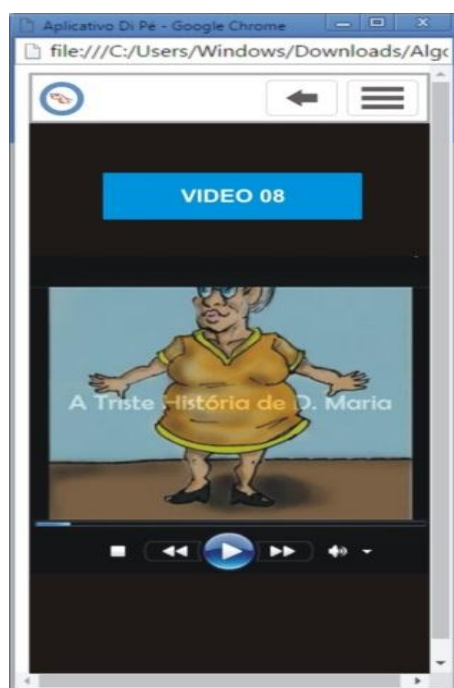 Aplicativo Di Pé - Google Chrome
file:///C:/Users/Windows/Downloads/Algo
VIDEO 08
A Triste História de D. Maria